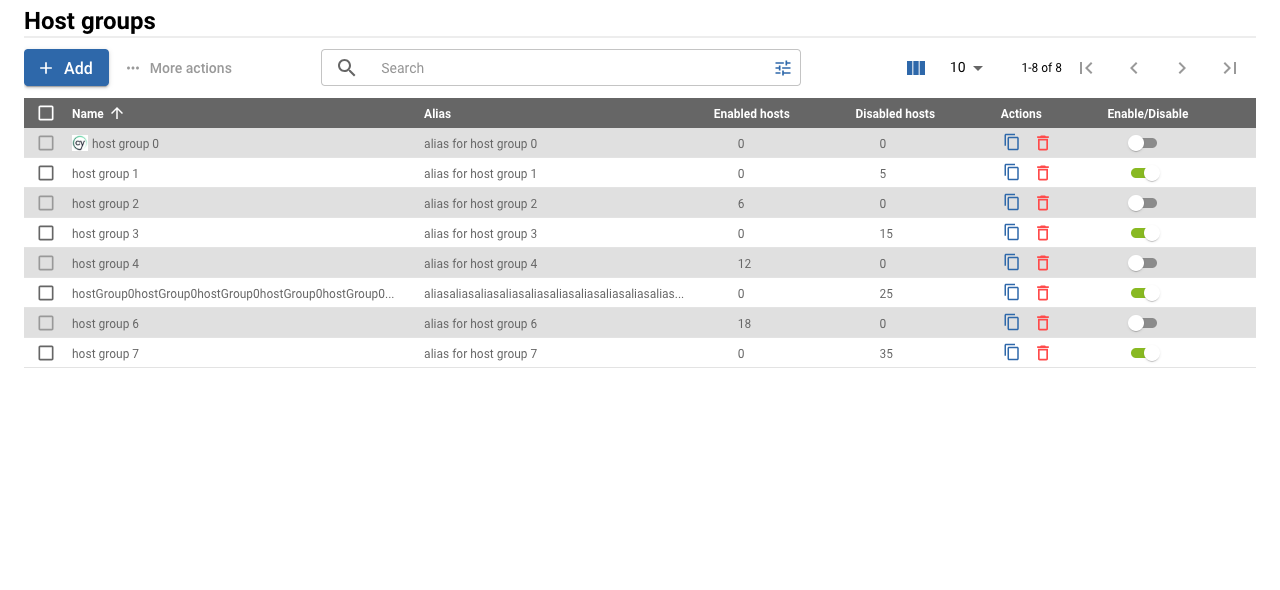 Host groups
Add
More actions
Search
10
1-8 of 8
Name Alias Enabled hosts Disabled hosts Actions Enable/Disable
cy host group 0 alias for host group 0 0 0
host group 1 alias for host group 1 0 5
host group 2 alias for host group 2 6 0
host group 3 alias for host group 3 0 15
host group 4 alias for host group 4 12 0
hostGroup0hostGroup0hostGroup0hostGroup0hostGroup0... aliasaliasaliasaliasaliasaliasaliasaliasaliasaliasaliasalias... 0 25
host group 6 alias for host group 6 18 0
host group 7 alias for host group 7 0 35